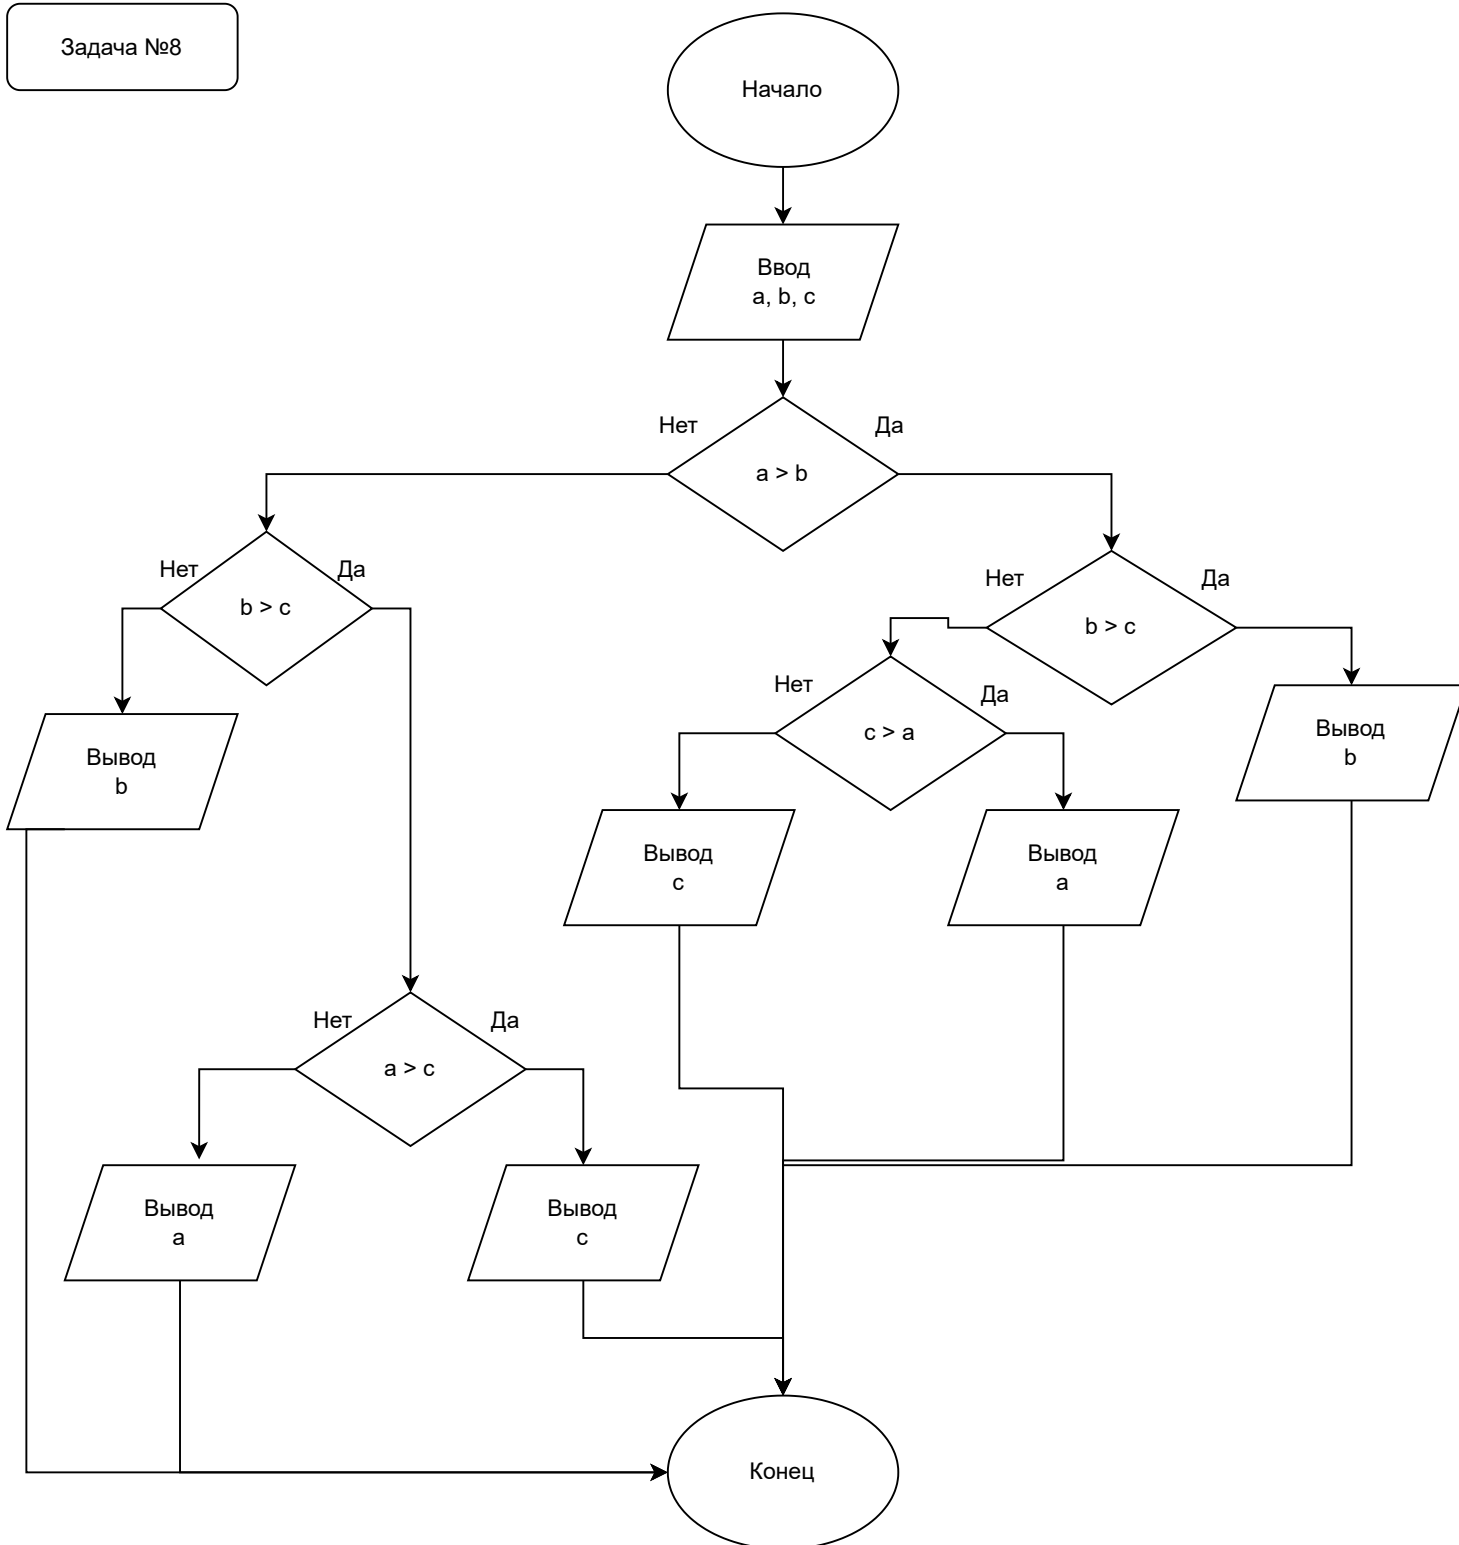 Задача №8
Начало
Ввод
a, b, c
Нет
Да
a > b
Нет
Да
b > c
Нет
Да
b > c
Нет
Да
c > a
Вывод
b
Вывод
b
Вывод
c
Вывод
a
Нет
Да
a > c
Вывод
a
Вывод
c
Конец